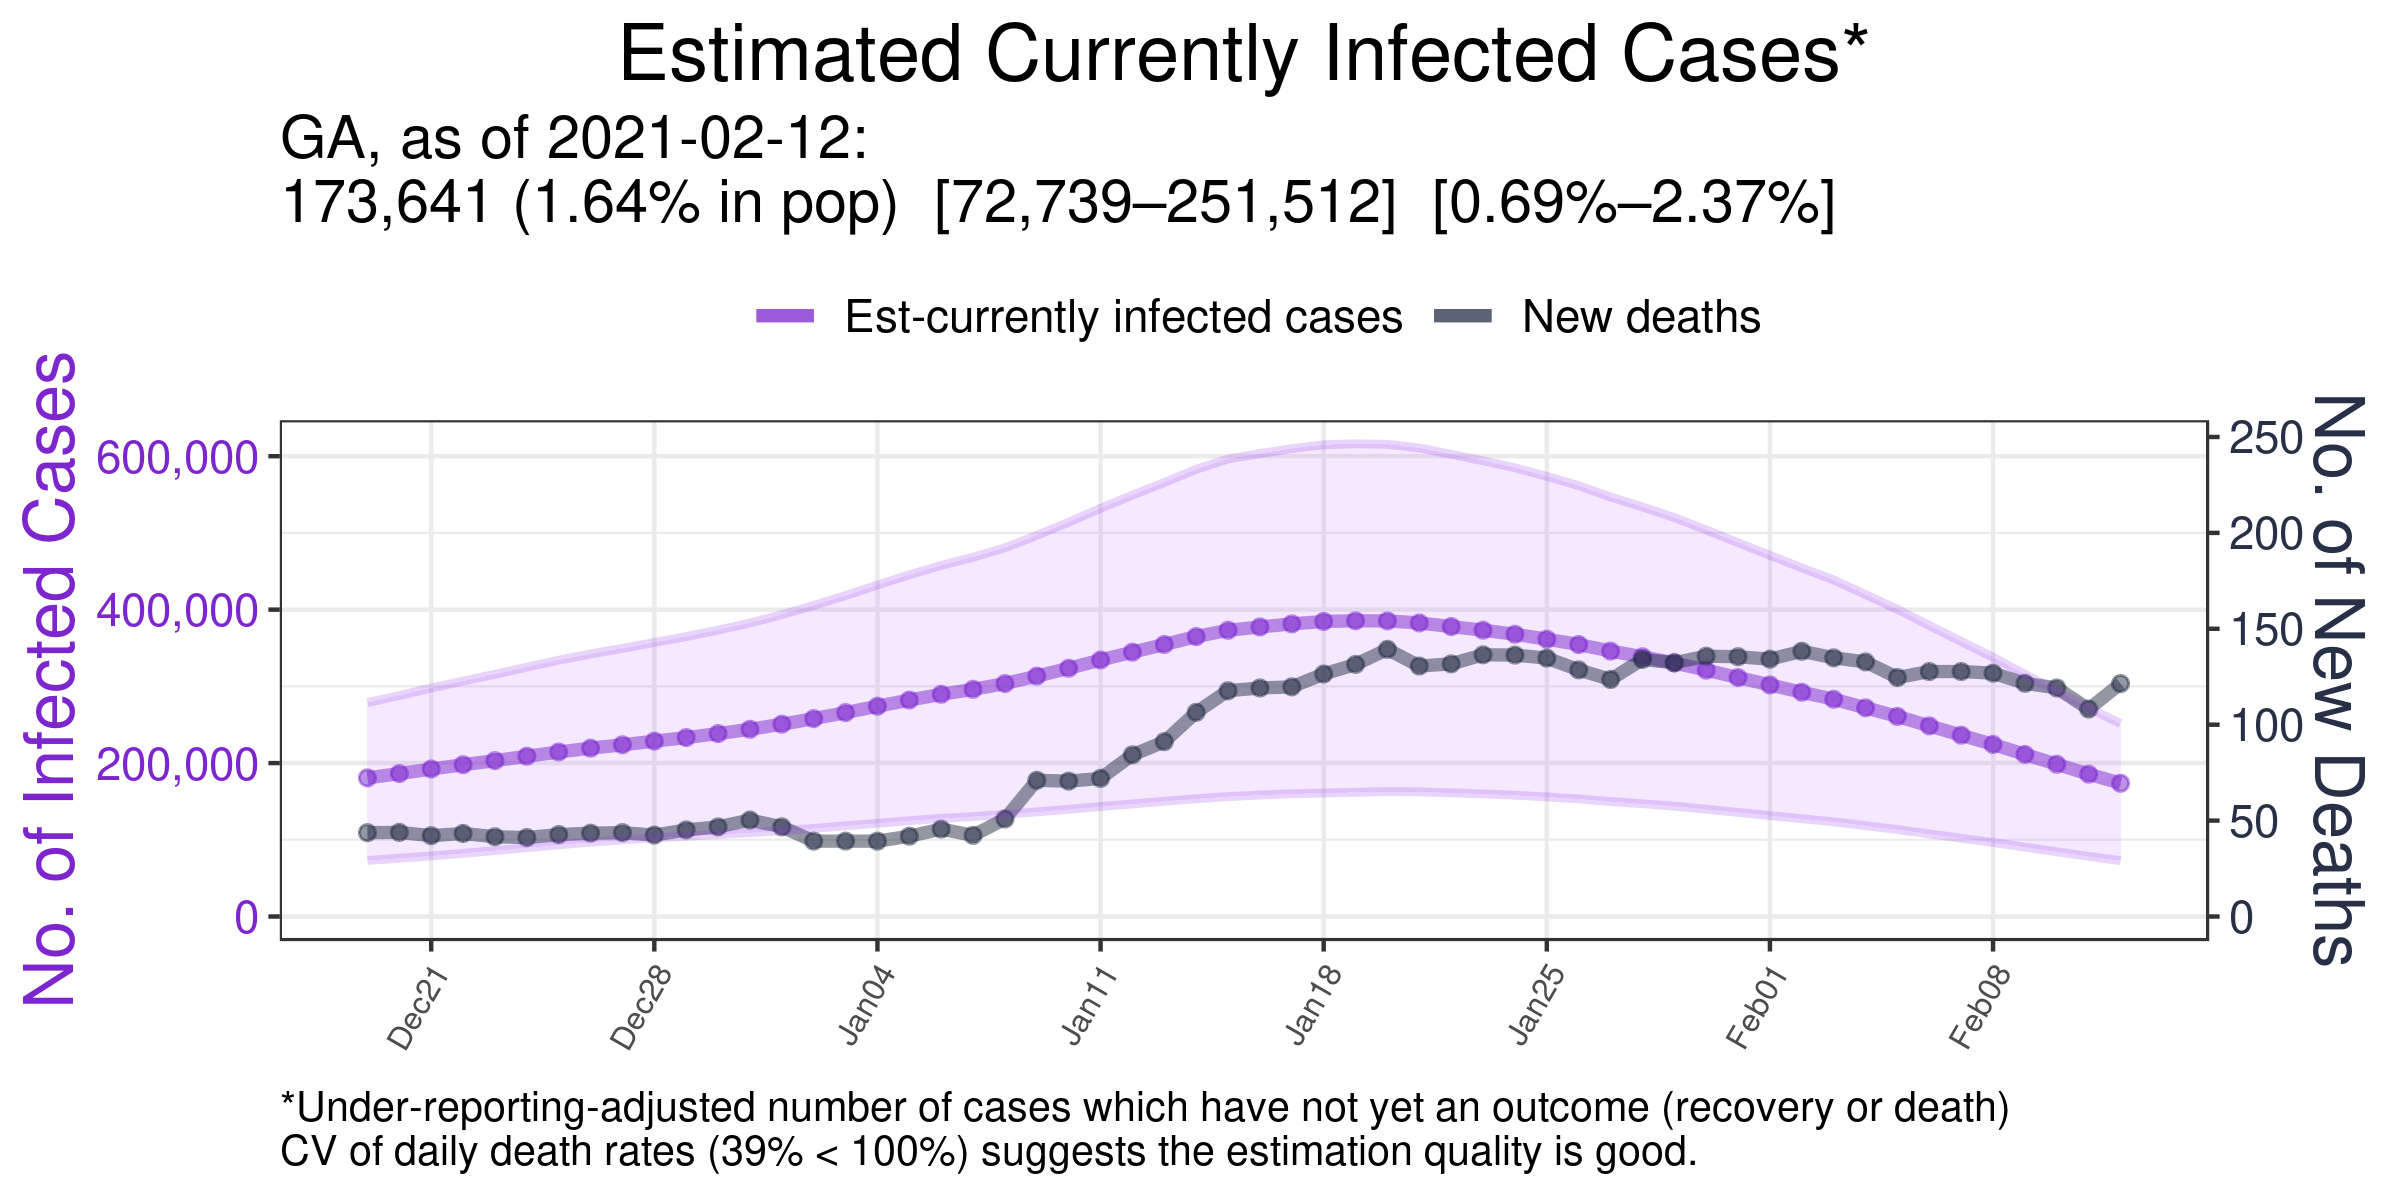 Estimated Currently Infected Cases*
GA, as of 2021-02-12:
173,641 (1.64% in pop)  [72,739–251,512]  [0.69%–2.37%]
Est-currently infected cases
New deaths
No. of Infected Cases
600,000
400,000
200,000
0
250
200
150
100
50
0
No. of New Deaths
Dec21
Dec28
Jan04
Jan11
Jan18
Jan25
Feb01
Feb08
*Under-reporting-adjusted number of cases which have not yet an outcome (recovery or death)
CV of daily death rates (39% < 100%) suggests the estimation quality is good.